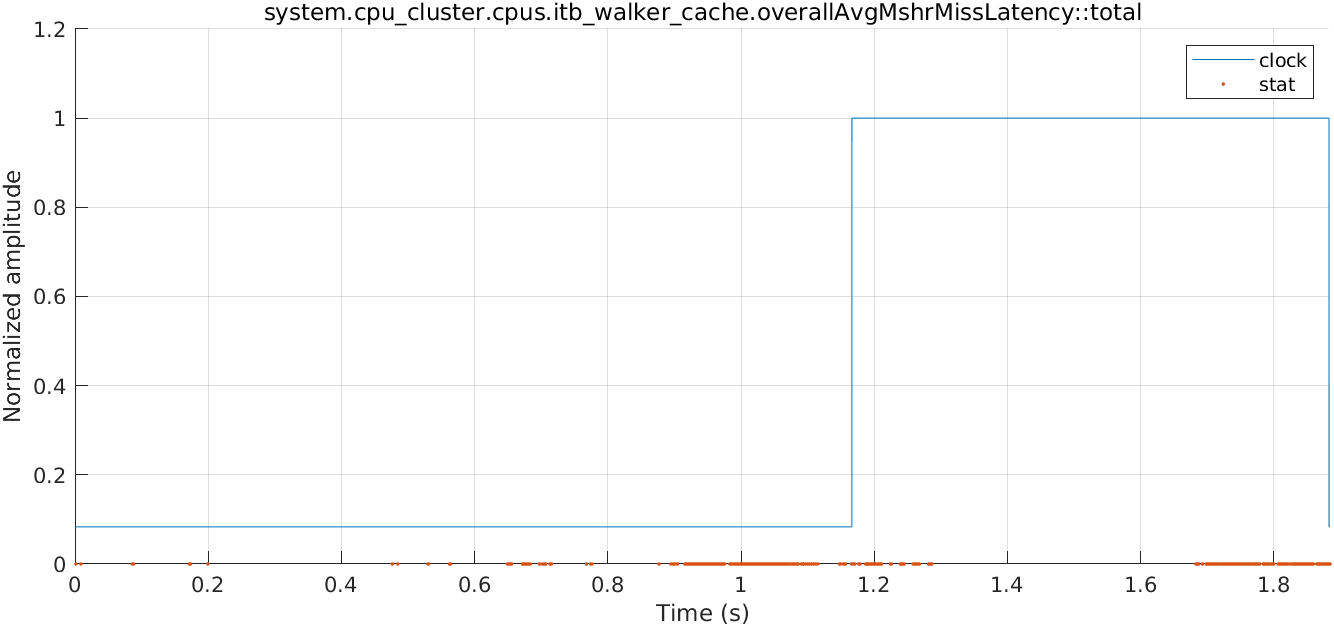 system.cpu_cluster.cpus.itb_walker_cache.overallAvgMshrMissLatency::total
1.2
1
0.8
0.6
0.4
0.2
0
Normalized amplitude
clock
stat
0 0.2 0.4 0.6 0.8 1 1.2 1.4 1.6 1.8
Time (s)